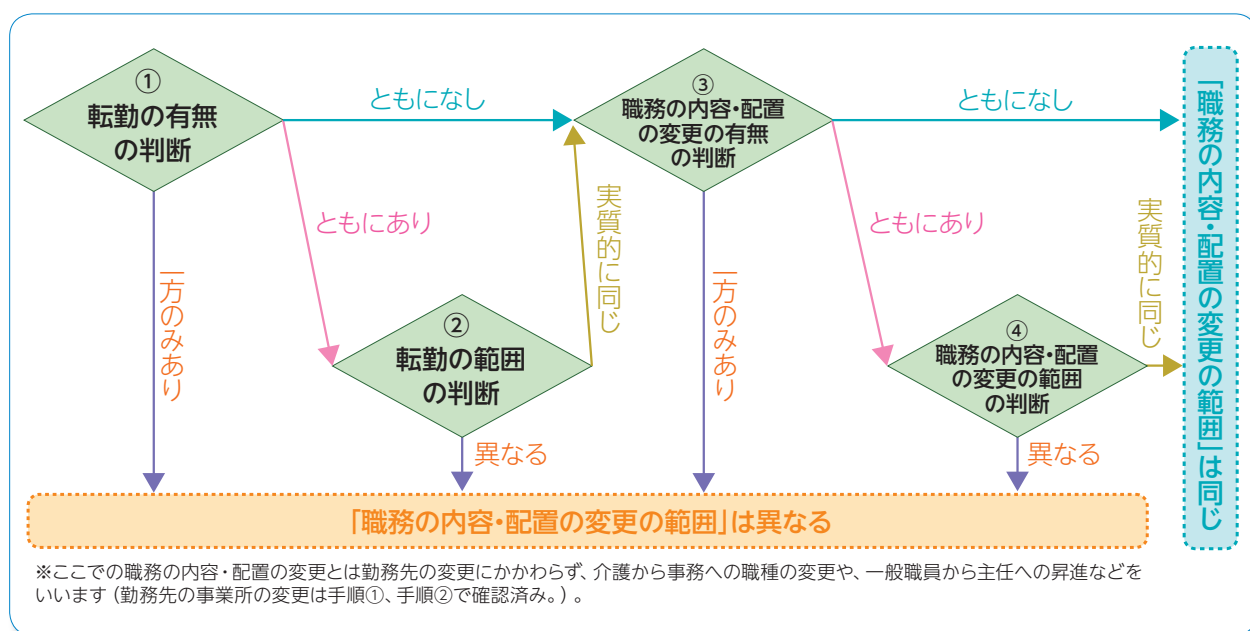 ①
転勤の有無
の判断
ともになし
ともにあり
一方のみあり
②
転勤の範囲
の判断
実質的に同じ
異なる
③
職務の内容・配置
の変更の有無
の判断
ともになし
ともにあり
一方のみあり
④
職務の内容・配置
の変更の範囲
の判断
実質的に同じ
異なる
「職務の内容・配置の変更の範囲」は同じ
「職務の内容・配置の変更の範囲」は異なる
※ここでの職務の内容・配置の変更とは勤務先の変更にかかわらず、介護から事務への職種の変更や、一般職員から主任への昇進などを
いいます（勤務先の事業所の変更は手順①、手順②で確認済み。）。